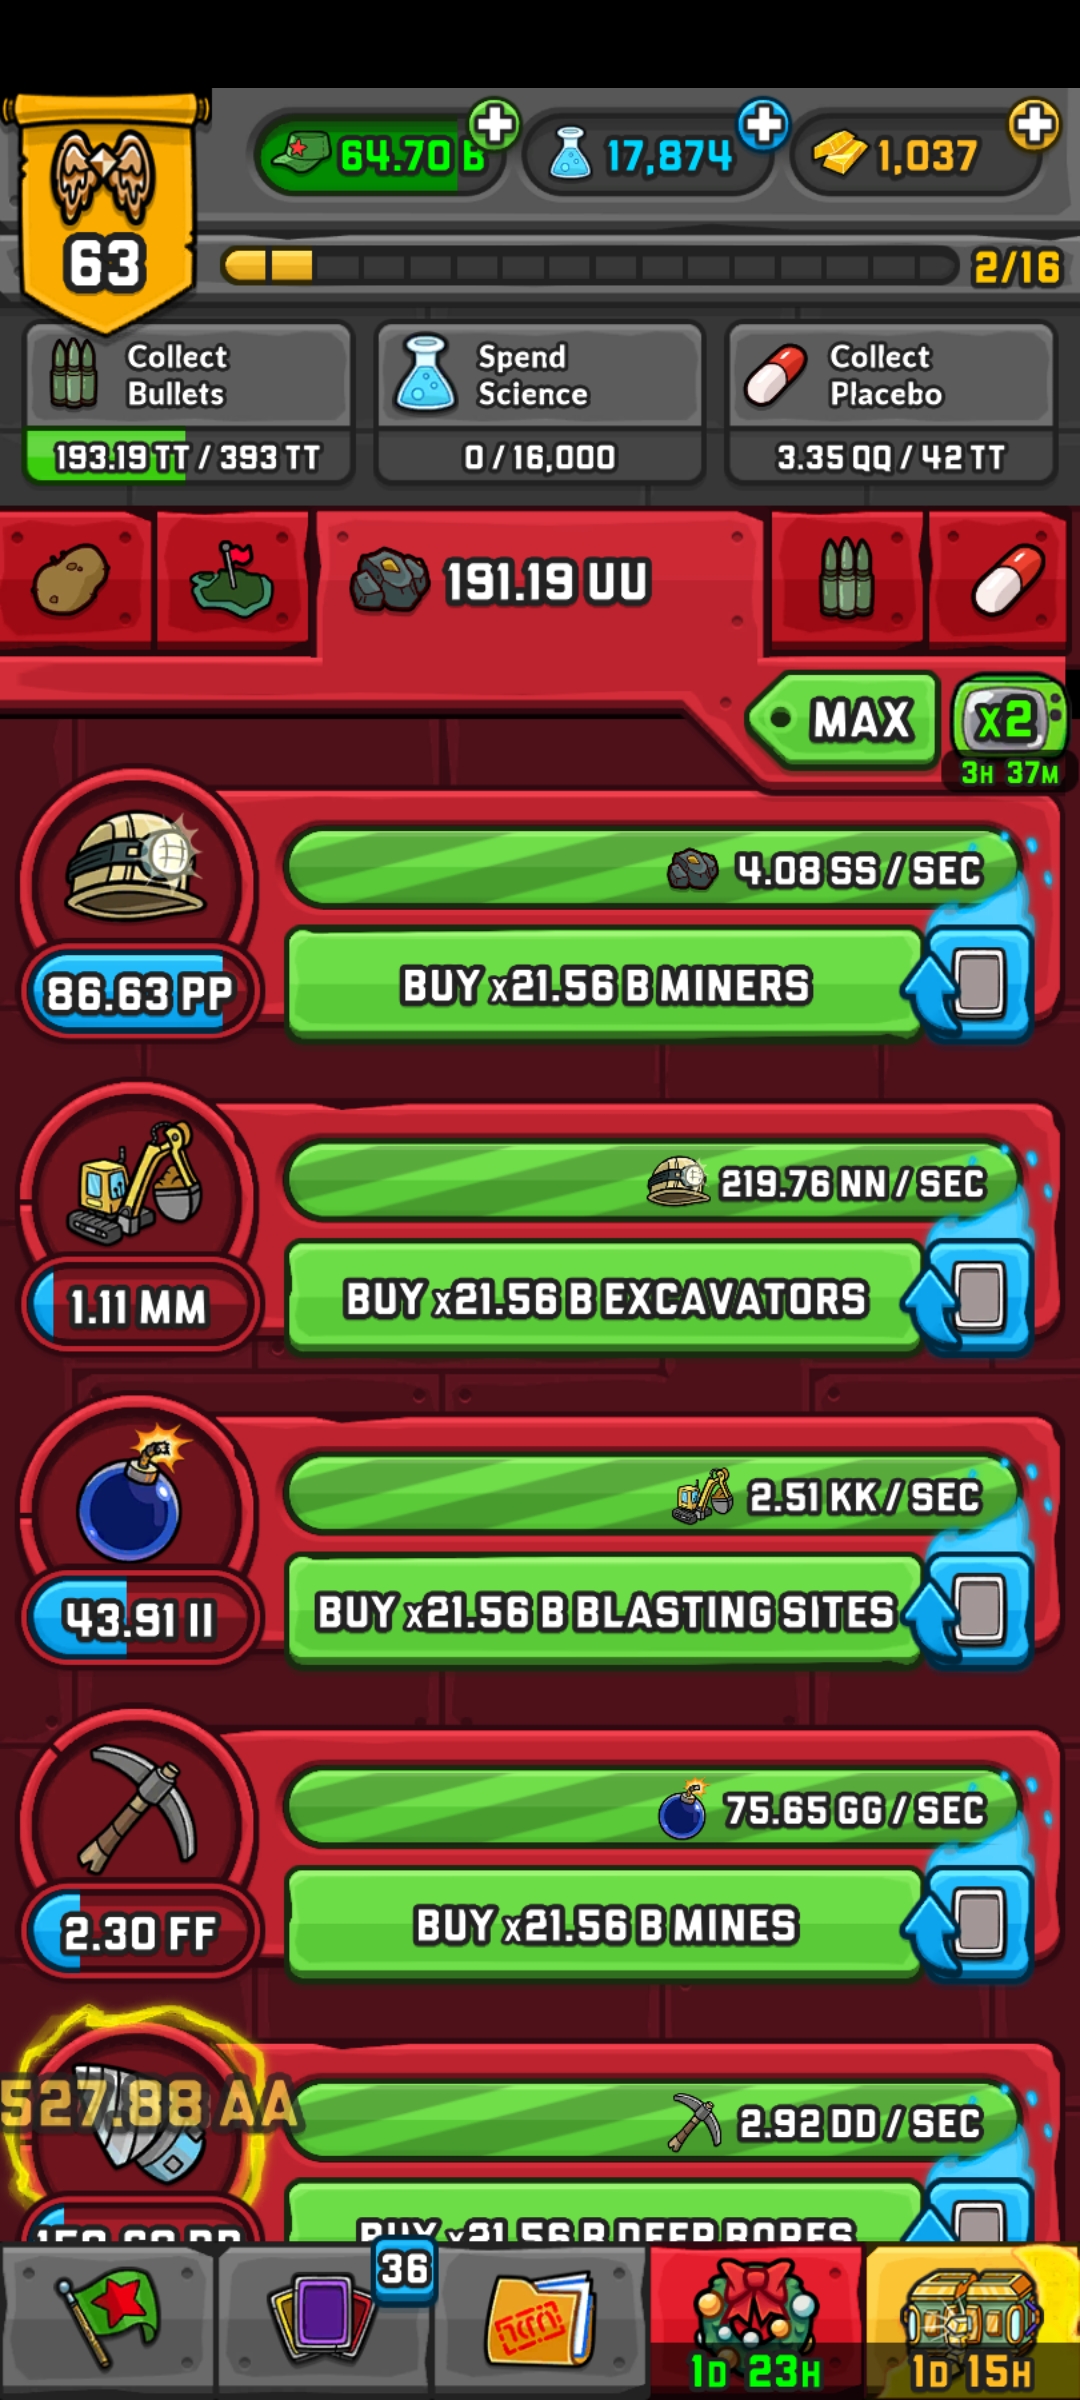 64.70 B
17,874
1,037
63
2/16
Collect
Bullets
193.19 TT / 393 TT
Spend
Science
0 / 16,000
Collect
Placebo
3.35 QQ / 42 TT
191.19 UU
MAX
x2
3H 37M
4.08 SS / SEC
86.63 PP
BUY x21.56 B MINERS
219.76 NN / SEC
1.11 MM
BUY x21.56 B EXCAVATORS
2.51 KK / SEC
43.91 II
BUY x21.56 B BLASTING SITES
75.65 GG / SEC
2.30 FF
BUY x21.56 B MINES
527.88 AA
2.92 DD / SEC
BUY x21.56 B DEEP BORES
36
1D 23H
1D 15H